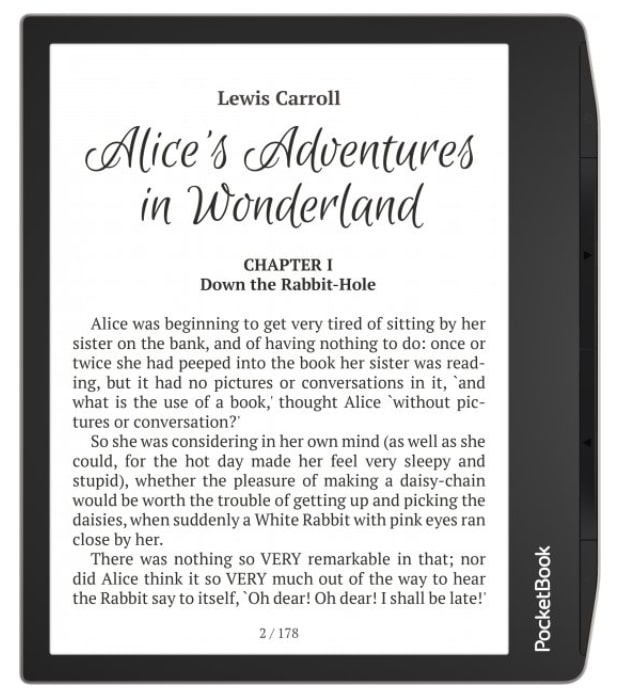 Lewis Carroll
Alice's Adventures
in Wonderland
CHAPTER I
Down the Rabbit-Hole
Alice was beginning to get very tired of sitting by her
sister on the bank, and of having nothing to do: once or
twice she had peeped into the book her sister was read-
ing, but it had no pictures or conversations in it, `and
what is the use of a book,' thought Alice `without pic-
tures or conversation?'
So she was considering in her own mind (as well as she
could, for the hot day made her feel very sleepy and
stupid), whether the pleasure of making a daisy-chain
would be worth the trouble of getting up and picking the
daisies, when suddenly a White Rabbit with pink eyes ran
close by her.
There was nothing so VERY remarkable in that; nor
did Alice think it so VERY much out of the way to hear
the Rabbit say to itself, `Oh dear! Oh dear! I shall be late!'
2 / 178
PocketBook